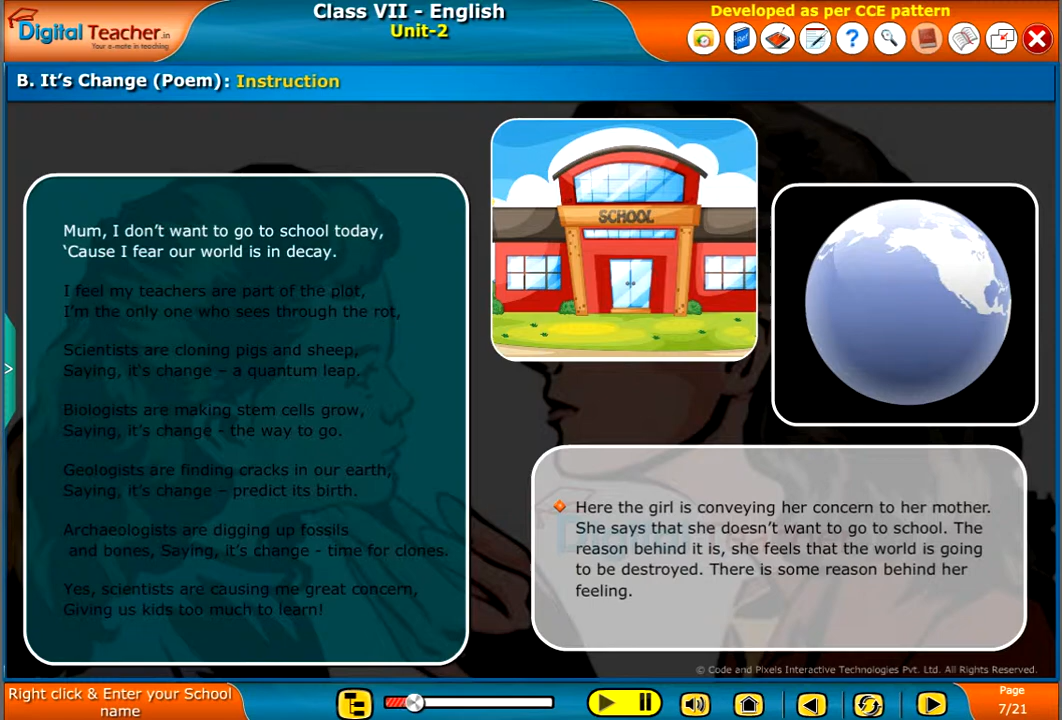 Digital Teacher.in
Your e-mate in teaching
Class VII - English
Unit-2
Developed as per CCE pattern
iRef
?
B. It's Change (Poem): Instruction
Mum, I don't want to go to school today,
‘Cause I fear our world is in decay.
I feel my teachers are part of the plot,
I'm the only one who sees through the rot,
Scientists are cloning pigs and sheep,
Saying, it's change – a quantum leap.
Biologists are making stem cells grow,
Saying, it's change - the way to go.
Geologists are finding cracks in our earth,
Saying, it's change – predict its birth.
Archaeologists are digging up fossils
and bones, Saying, it's change - time for clones.
Yes, scientists are causing me great concern,
Giving us kids too much to learn!
SCHOOL
Here the girl is conveying her concern to her mother.
She says that she doesn't want to go to school. The
reason behind it is, she feels that the world is going
to be destroyed. There is some reason behind her
feeling.
© Code and Pixels Interactive Technologies Pvt. Ltd. All Rights Reserved.
Right click & Enter your School
name
Page
7/21